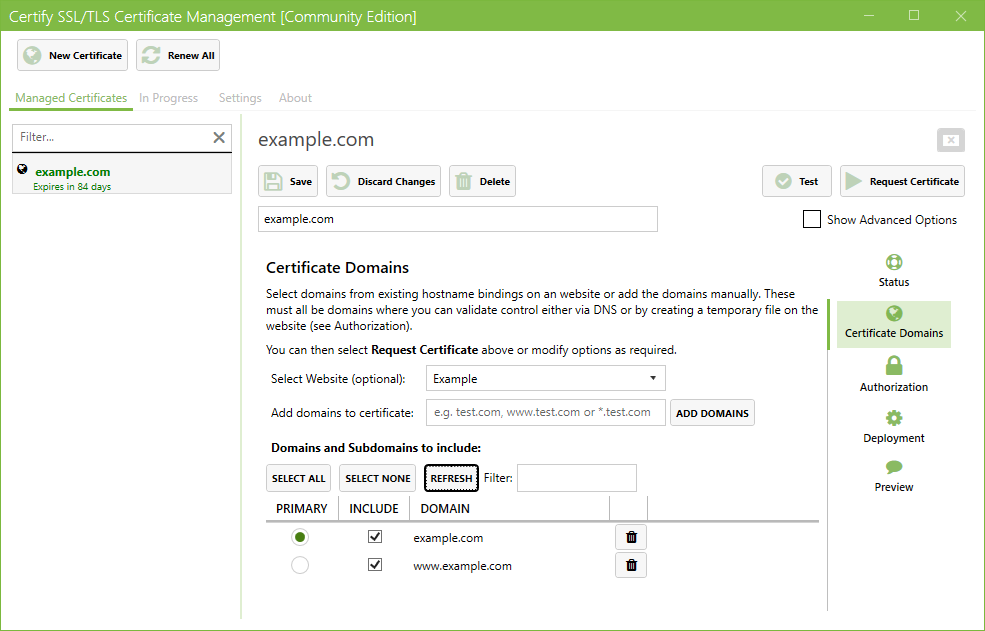 Certify SSL/TLS Certificate Management [Community Edition]
New Certificate
Renew All
Managed Certificates
In Progress
Settings
About
Filter...
example.com
Expires in 84 days
example.com
Save
Discard Changes
Delete
Test
Request Certificate
example.com
Show Advanced Options
Certificate Domains
Select domains from existing hostname bindings on an website or add the domains manually. These
must all be domains where you can validate control either via DNS or by creating a temporary file on the
website (see Authorization).
You can then select Request Certificate above or modify options as required.
Select Website (optional):
Example
Add domains to certificate:
e.g. test.com, www.test.com or *.test.com
ADD DOMAINS
Domains and Subdomains to include:
SELECT ALL
SELECT NONE
REFRESH
Filter:
PRIMARY
INCLUDE
DOMAIN
example.com
www.example.com
Status
Certificate Domains
Authorization
Deployment
Preview